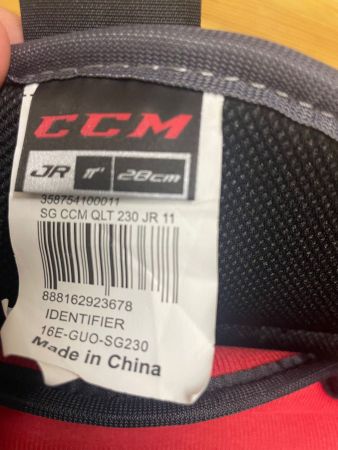 CCM
JR 11" 28cm
358754100011
SG CCM QLT 230 JR 11
888162923678
IDENTIFIER
16E-GUO-SG230
Made in China